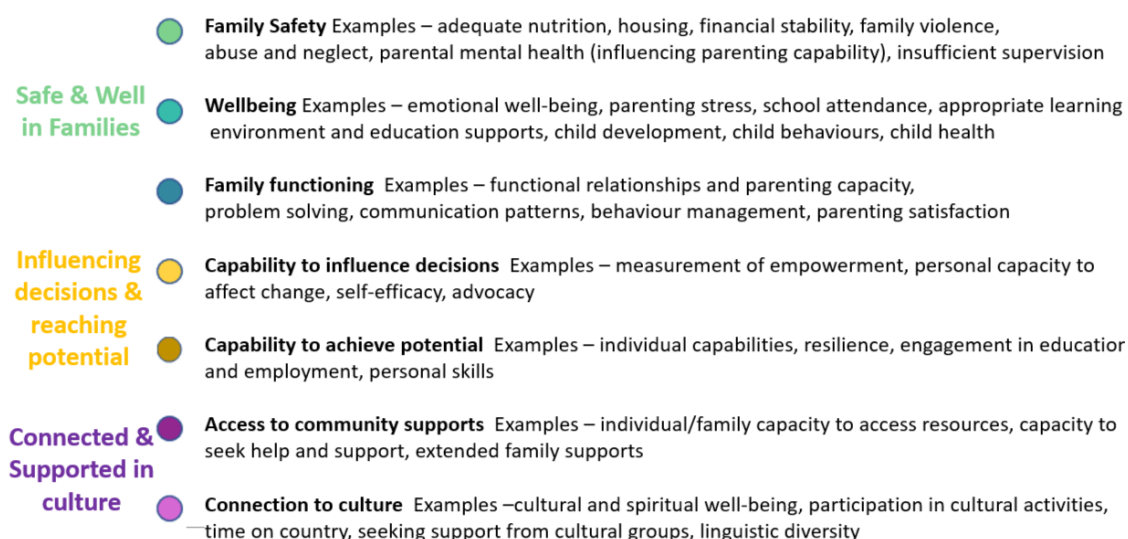 Safe & Well
in Families
Family Safety Examples – adequate nutrition, housing, financial stability, family violence,
abuse and neglect, parental mental health (influencing parenting capability), insufficient supervision
Wellbeing Examples – emotional well-being, parenting stress, school attendance, appropriate learning
environment and education supports, child development, child behaviours, child health
Family functioning Examples – functional relationships and parenting capacity,
problem solving, communication patterns, behaviour management, parenting satisfaction
Influencing
decisions &
reaching
potential
Capability to influence decisions Examples – measurement of empowerment, personal capacity to
affect change, self-efficacy, advocacy
Capability to achieve potential Examples – individual capabilities, resilience, engagement in education
and employment, personal skills
Connected &
Supported in
culture
Access to community supports Examples – individual/family capacity to access resources, capacity to
seek help and support, extended family supports
Connection to culture Examples –cultural and spiritual well-being, participation in cultural activities,
time on country, seeking support from cultural groups, linguistic diversity